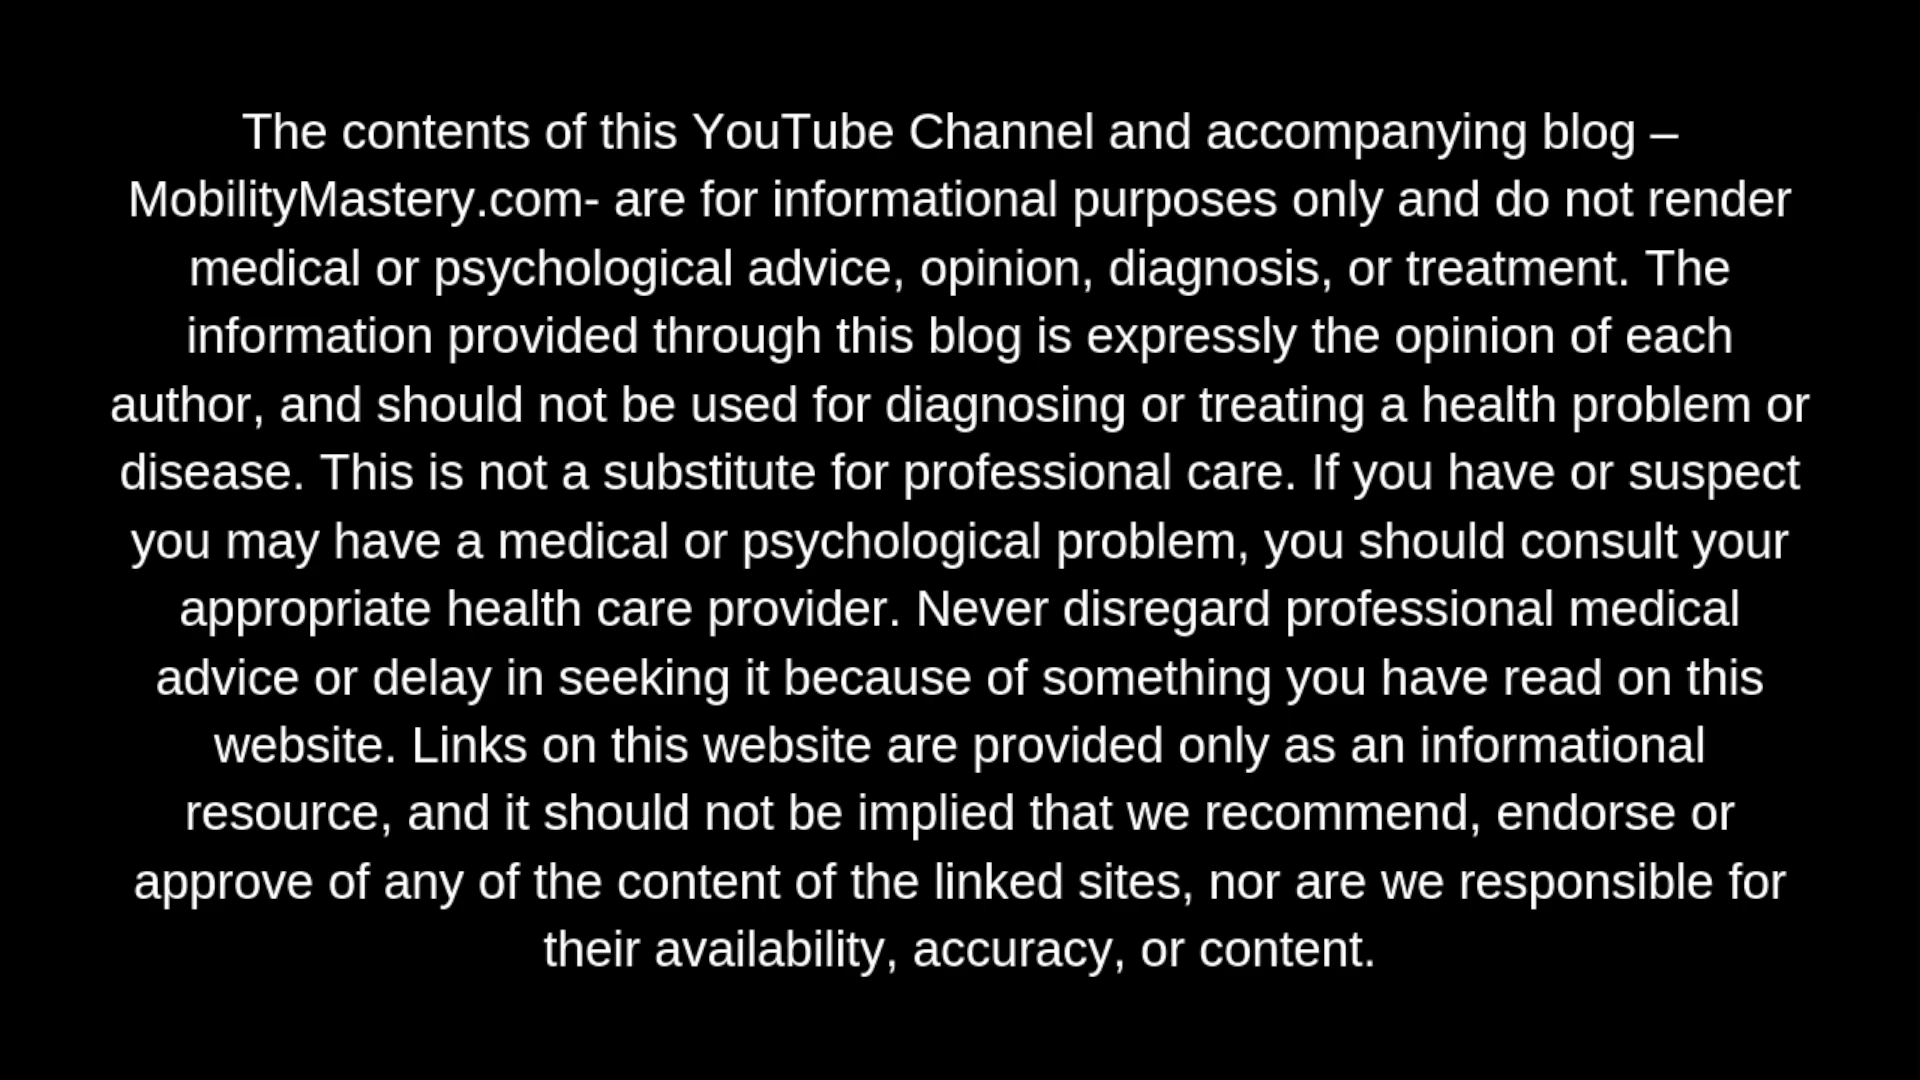 The contents of this YouTube Channel and accompanying blog –
MobilityMastery.com- are for informational purposes only and do not render
medical or psychological advice, opinion, diagnosis, or treatment. The
information provided through this blog is expressly the opinion of each
author, and should not be used for diagnosing or treating a health problem or
disease. This is not a substitute for professional care. If you have or suspect
you may have a medical or psychological problem, you should consult your
appropriate health care provider. Never disregard professional medical
advice or delay in seeking it because of something you have read on this
website. Links on this website are provided only as an informational
resource, and it should not be implied that we recommend, endorse or
approve of any of the content of the linked sites, nor are we responsible for
their availability, accuracy, or content.